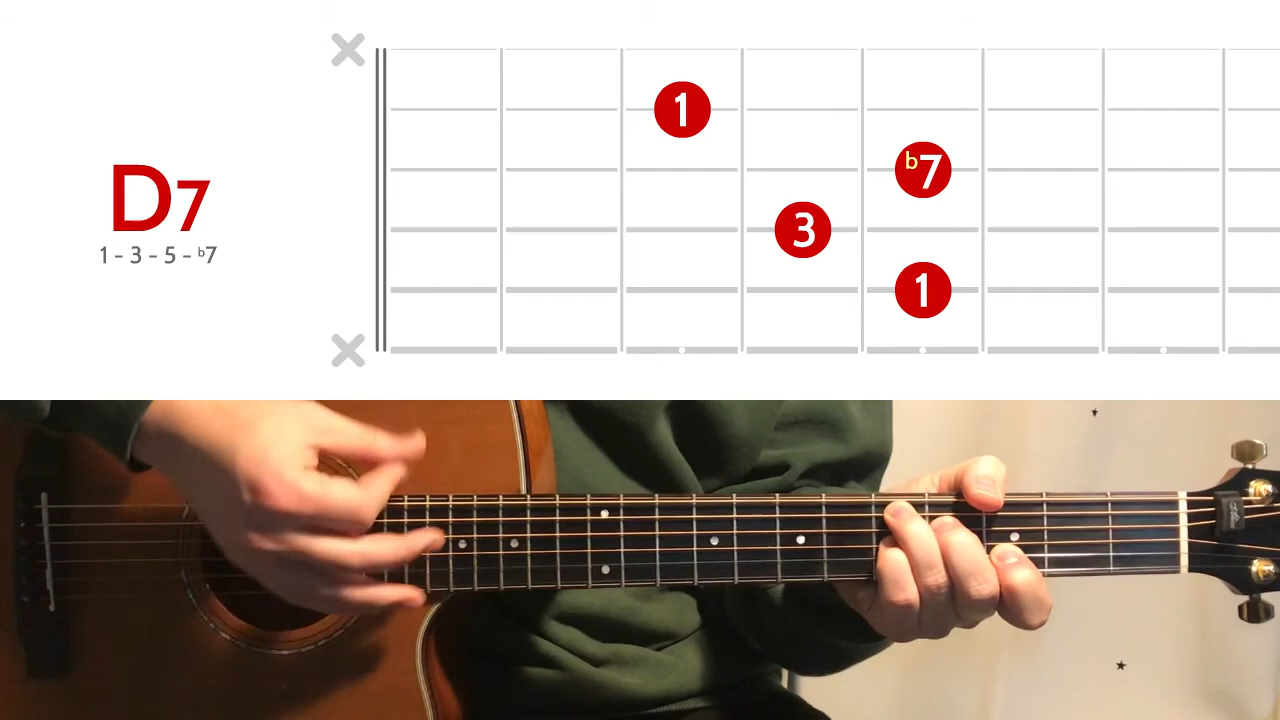 D7
1 - 3 - 5 - ♭7
1
♭7
3
1